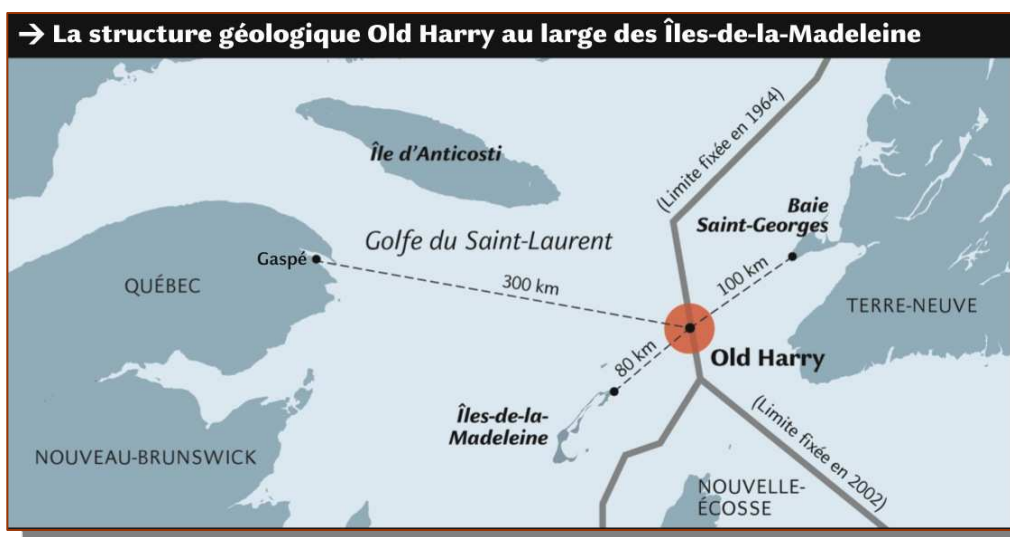 → La structure géologique Old Harry au large des Îles-de-la-Madeleine
(Limite fixée en 1964)
Île d'Anticosti
Baie
Saint-Georges
Golfe du Saint-Laurent
Gaspé
100 km
QUÉBEC
300 km
TERRE-NEUVE
Old Harry
80 km
Îles-de-la-
Madeleine
(Limite fixée en 2002)
NOUVEAU-BRUNSWICK
NOUVELLE-
ÉCOSSE